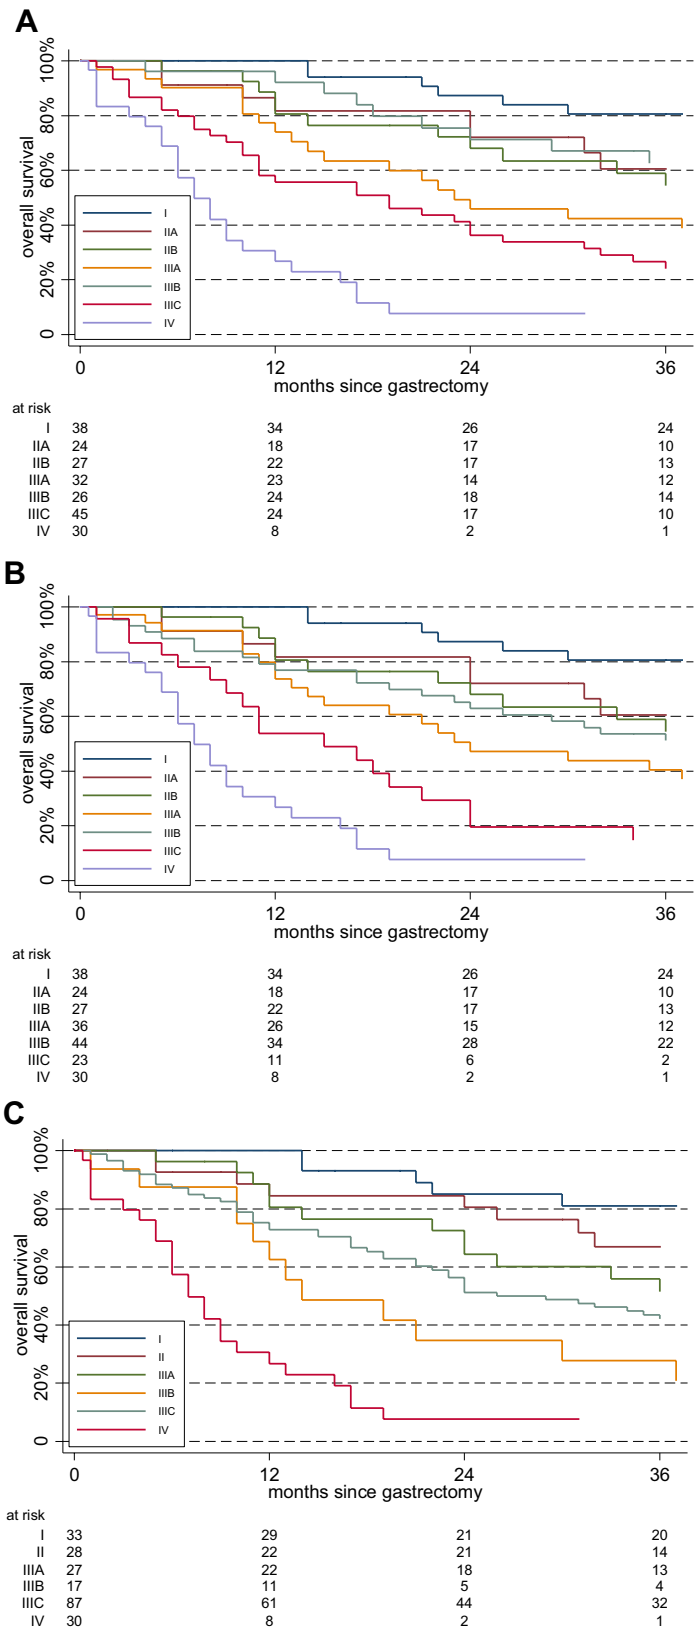 A
100%
80%
60%
40%
20%
0
overall survival
I
IIA
IIB
IIIA
IIIB
IIIC
IV
0 12 24 36
months since gastrectomy
at risk
I 38 34 26 24
IIA 24 18 17 10
IIB 27 22 17 13
IIIA 32 23 14 12
IIIB 26 24 18 14
IIIC 45 24 17 10
IV 30 8 2 1
B
100%
80%
60%
40%
20%
0
overall survival
I
IIA
IIB
IIIA
IIIB
IIIC
IV
0 12 24 36
months since gastrectomy
at risk
I 38 34 26 24
IIA 24 18 17 10
IIB 27 22 17 13
IIIA 36 26 15 12
IIIB 44 34 28 22
IIIC 23 11 6 2
IV 30 8 2 1
C
100%
80%
60%
40%
20%
0
overall survival
I
II
IIIA
IIIB
IIIC
IV
0 12 24 36
months since gastrectomy
at risk
I 33 29 21 20
II 28 22 21 14
IIIA 27 22 18 13
IIIB 17 11 5 4
IIIC 87 61 44 32
IV 30 8 2 1